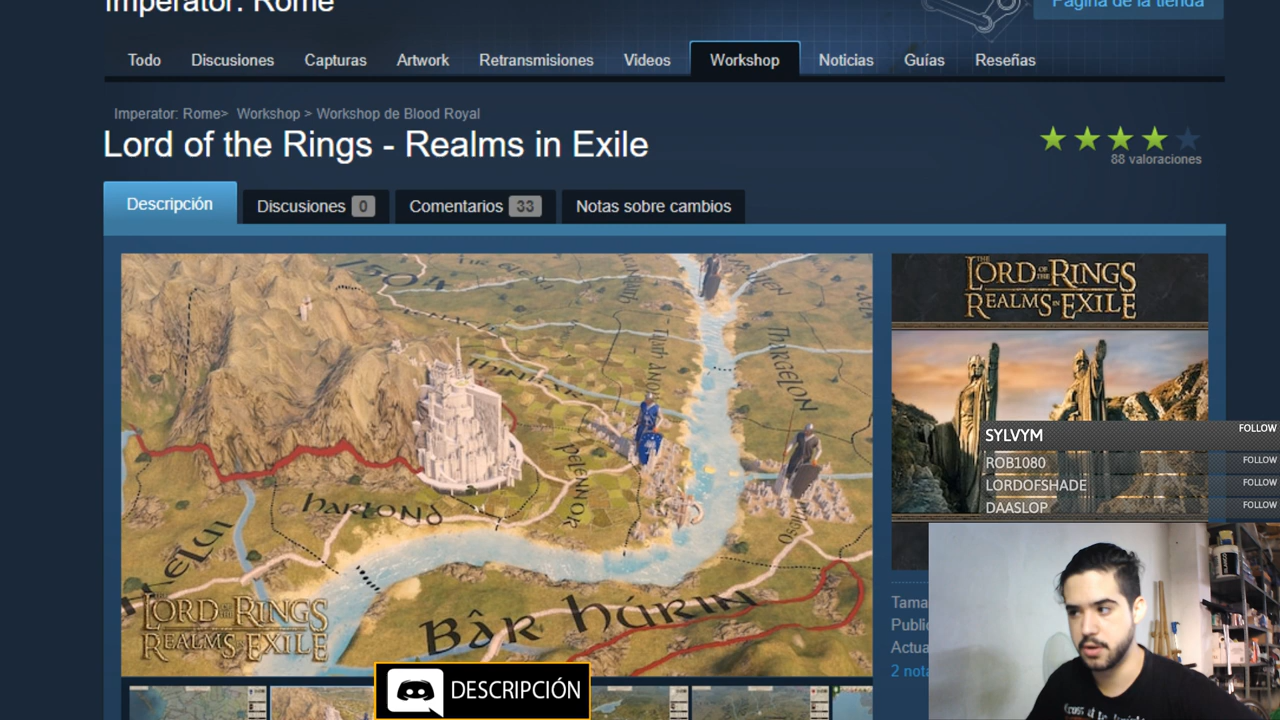 Imperator: Rome
Página de la tienda
Todo Discusiones Capturas Artwork Retransmisiones Videos Workshop Noticias Guías Reseñas
Imperator: Rome> Workshop > Workshop de Blood Royal
Lord of the Rings - Realms in Exile
88 valoraciones
Descripción Discusiones 0 Comentarios 33 Notas sobre cambios
THE LORD OF THE RINGS
REALMS IN EXILE
THARGELON
PELENNOR
HARLOND
BÂR HÚRIN
LORD OF THE RINGS
REALMS IN EXILE
SYLVYM FOLLOW
ROB1080 FOLLOW
LORDOFSHADE FOLLOW
DAASLOP FOLLOW
Tama
Public
Actua
2 nota
DESCRIPCIÓN